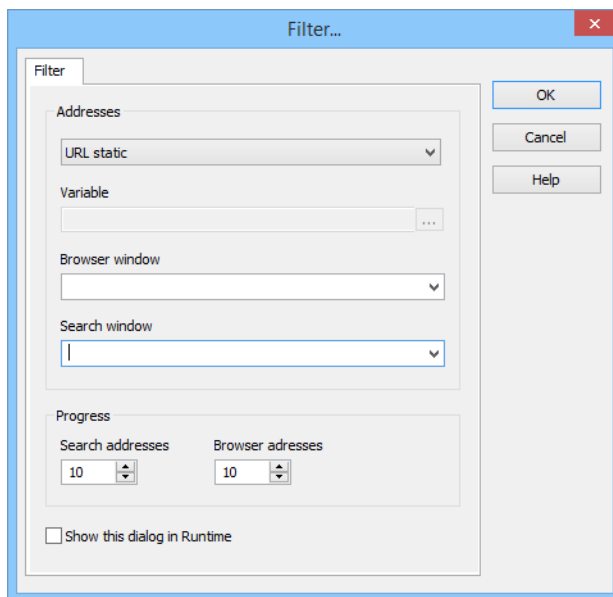 Filter...
Filter
OK
Cancel
Help
Addresses
URL static
Variable
...
Browser window
Search window
Progress
Search addresses Browser adresses
10 10
Show this dialog in Runtime